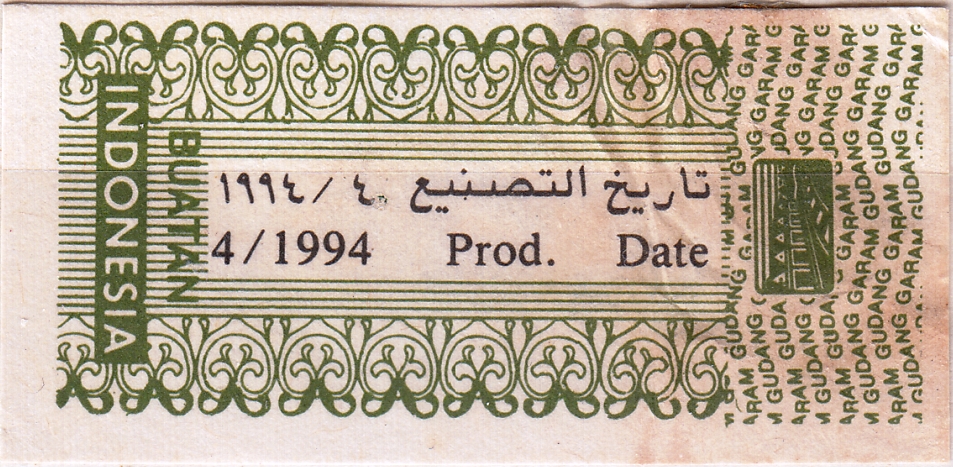 تاريخ التصنيع ٤ / ١٩٩٤
4 / 1994 Prod. Date
BUATAN
INDONESIA
GUDANG GARAM